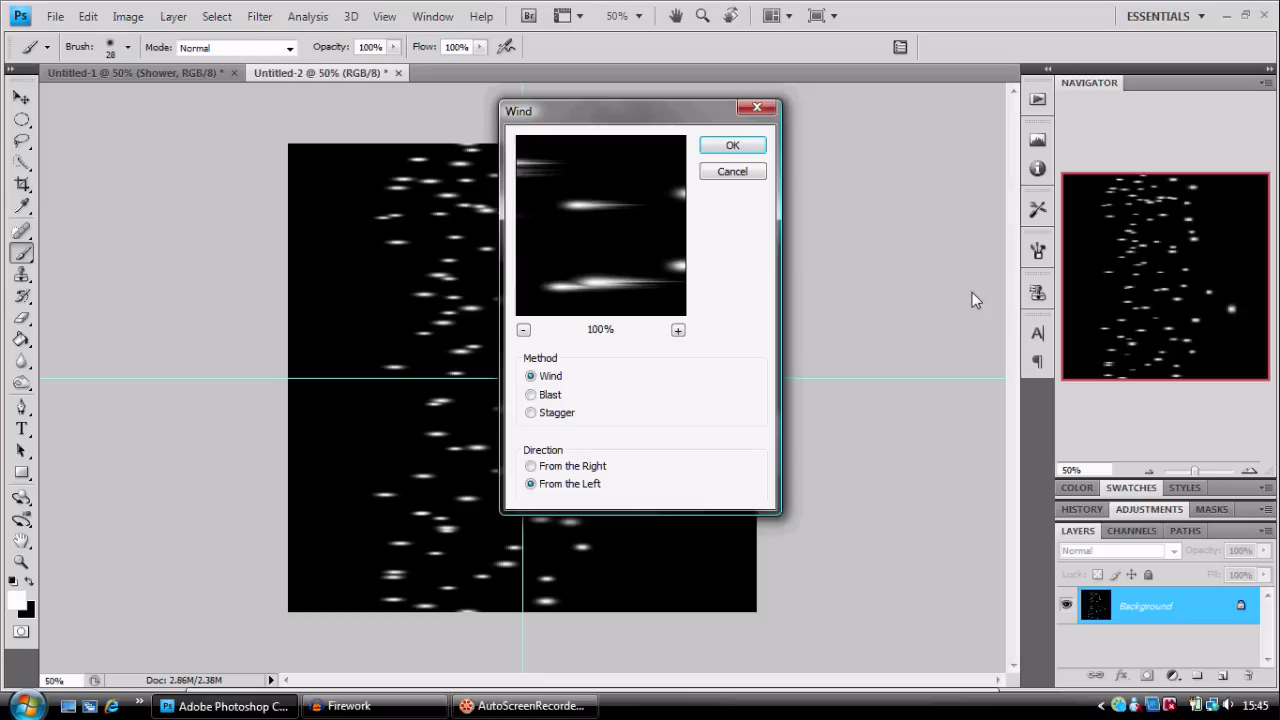 Ps File Edit Image Layer Select Filter Analysis 3D View Window Help Br 50% ESSENTIALS
Brush: 28 Mode: Normal Opacity: 100% Flow: 100%
Untitled-1 @ 50% (Shower, RGB/8) * × Untitled-2 @ 50% (RGB/8) * ×
NAVIGATOR
Wind
OK
Cancel
- 100% +
Method
Wind
Blast
Stagger
Direction
From the Right
From the Left
50%
COLOR SWATCHES STYLES
HISTORY ADJUSTMENTS MASKS
LAYERS CHANNELS PATHS
Normal Opacity: 100%
Lock: Fill: 100%
Background
50% Doc: 2.86M/2.38M
Adobe Photoshop C... Firework AutoScreenRecorde... 15:45